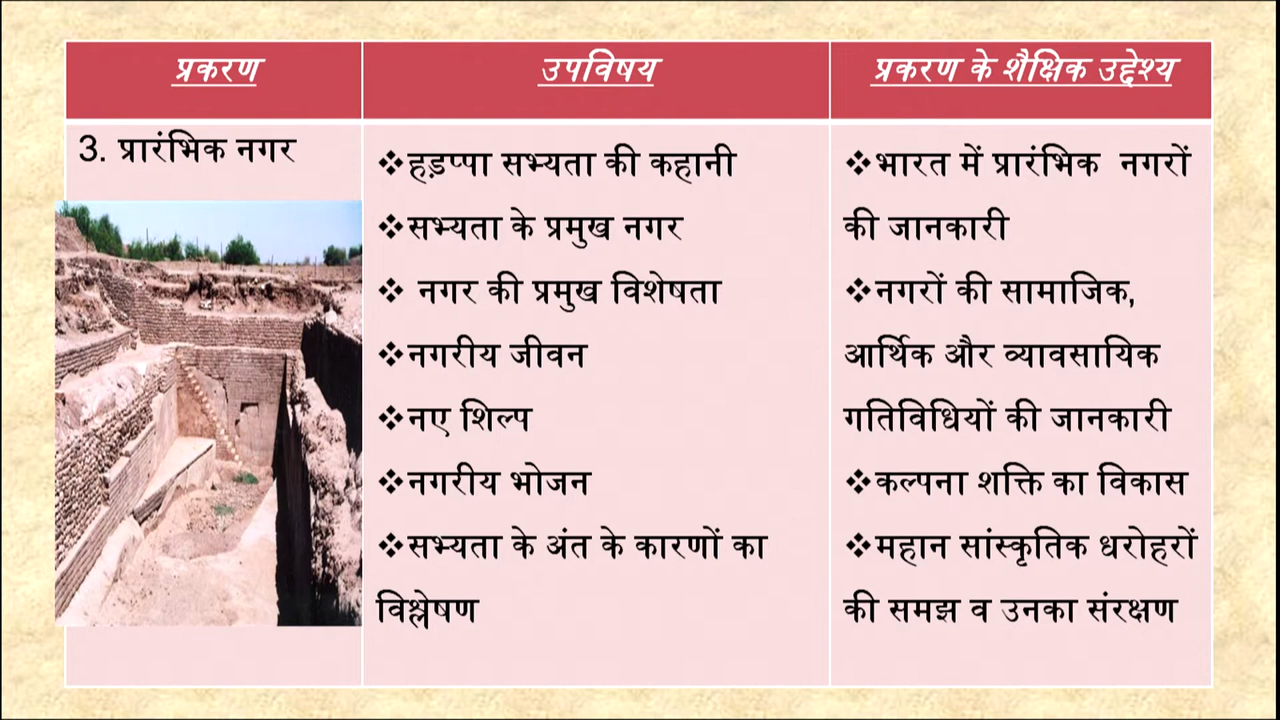 प्रकरण
उपविषय
प्रकरण के शैक्षिक उद्देश्य
3. प्रारंभिक नगर
❖हड़प्पा सभ्यता की कहानी
❖सभ्यता के प्रमुख नगर
❖ नगर की प्रमुख विशेषता
❖नगरीय जीवन
❖नए शिल्प
❖नगरीय भोजन
❖सभ्यता के अंत के कारणों का
विश्लेषण
❖भारत में प्रारंभिक नगरों
की जानकारी
❖नगरों की सामाजिक,
आर्थिक और व्यावसायिक
गतिविधियों की जानकारी
❖कल्पना शक्ति का विकास
❖महान सांस्कृतिक धरोहरों
की समझ व उनका संरक्षण